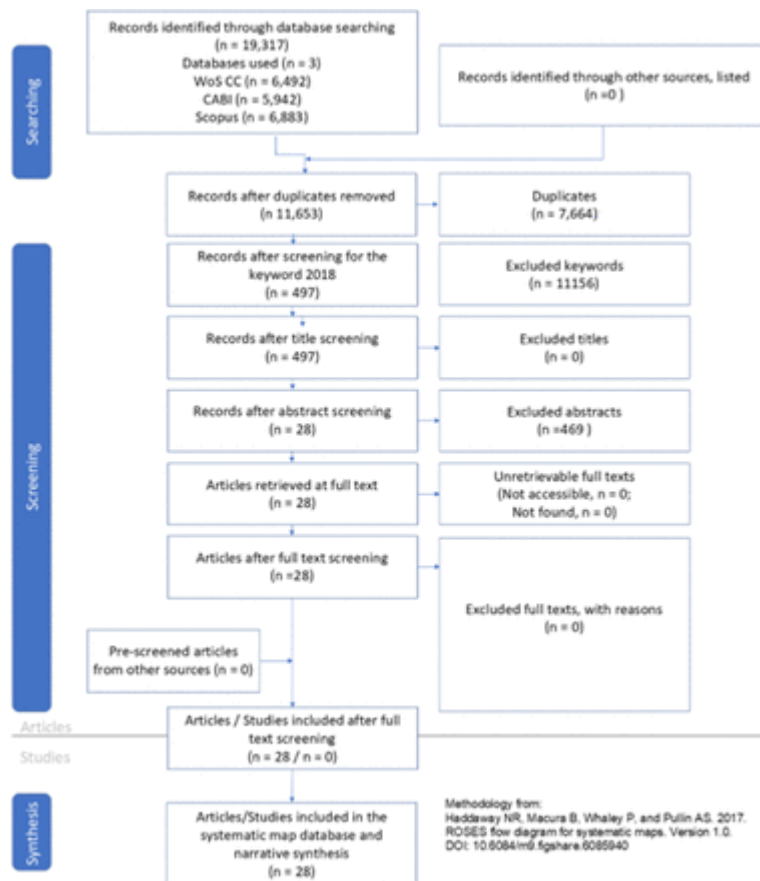 Searching
Records identified through database searching
(n = 19,317)
Databases used (n = 3)
WoS CC (n = 6,492)
CABI (n = 5,942)
Scopus (n = 6,883)
Records identified through other sources, listed
(n =0 )
Records after duplicates removed
(n 11,653)
Duplicates
(n = 7,664)
Screening
Records after screening for the
keyword 2018
(n = 497)
Excluded keywords
(n = 11156)
Records after title screening
(n = 497)
Excluded titles
(n = 0)
Records after abstract screening
(n = 28)
Excluded abstracts
(n =469 )
Articles retrieved at full text
(n = 28)
Unretrievable full texts
(Not accessible, n = 0;
Not found, n = 0)
Articles after full text screening
(n =28)
Excluded full texts, with reasons
(n = 0)
Pre-screened articles
from other sources (n = 0)
Articles / Studies included after full
text screening
(n = 28 / n = 0)
Articles
Studies
Synthesis
Articles/Studies included in the
systematic map database and
narrative synthesis
(n = 28)
Methodology from:
Haddaway NR, Macura B, Whaley P, and Pullin AS. 2017.
ROSES flow diagram for systematic maps. Version 1.0.
DOI: 10.6084/m9.figshare.6085940